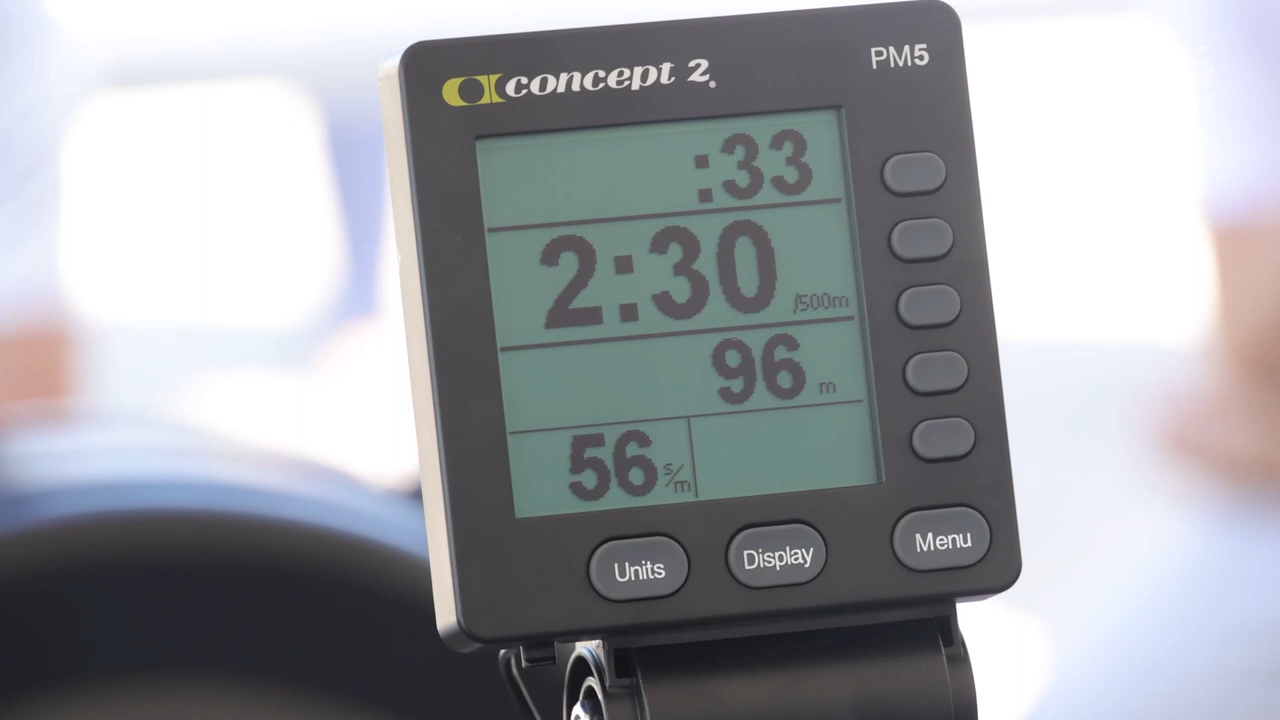 concept 2.
PM5
:33
2:30 /500m
96 m
56 s/m
Units Display Menu